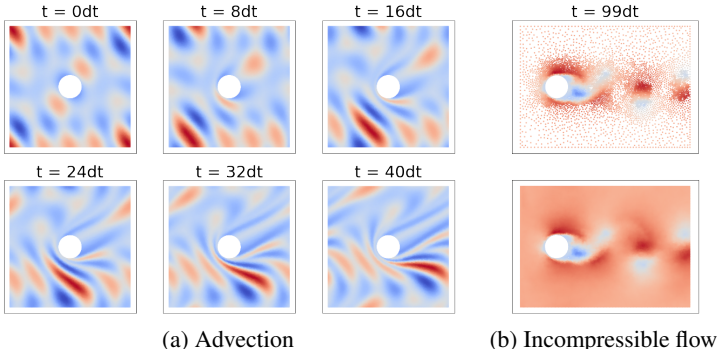 t = 0dt
t = 8dt
t = 16dt
t = 99dt
t = 24dt
t = 32dt
t = 40dt
(a) Advection
(b) Incompressible flow